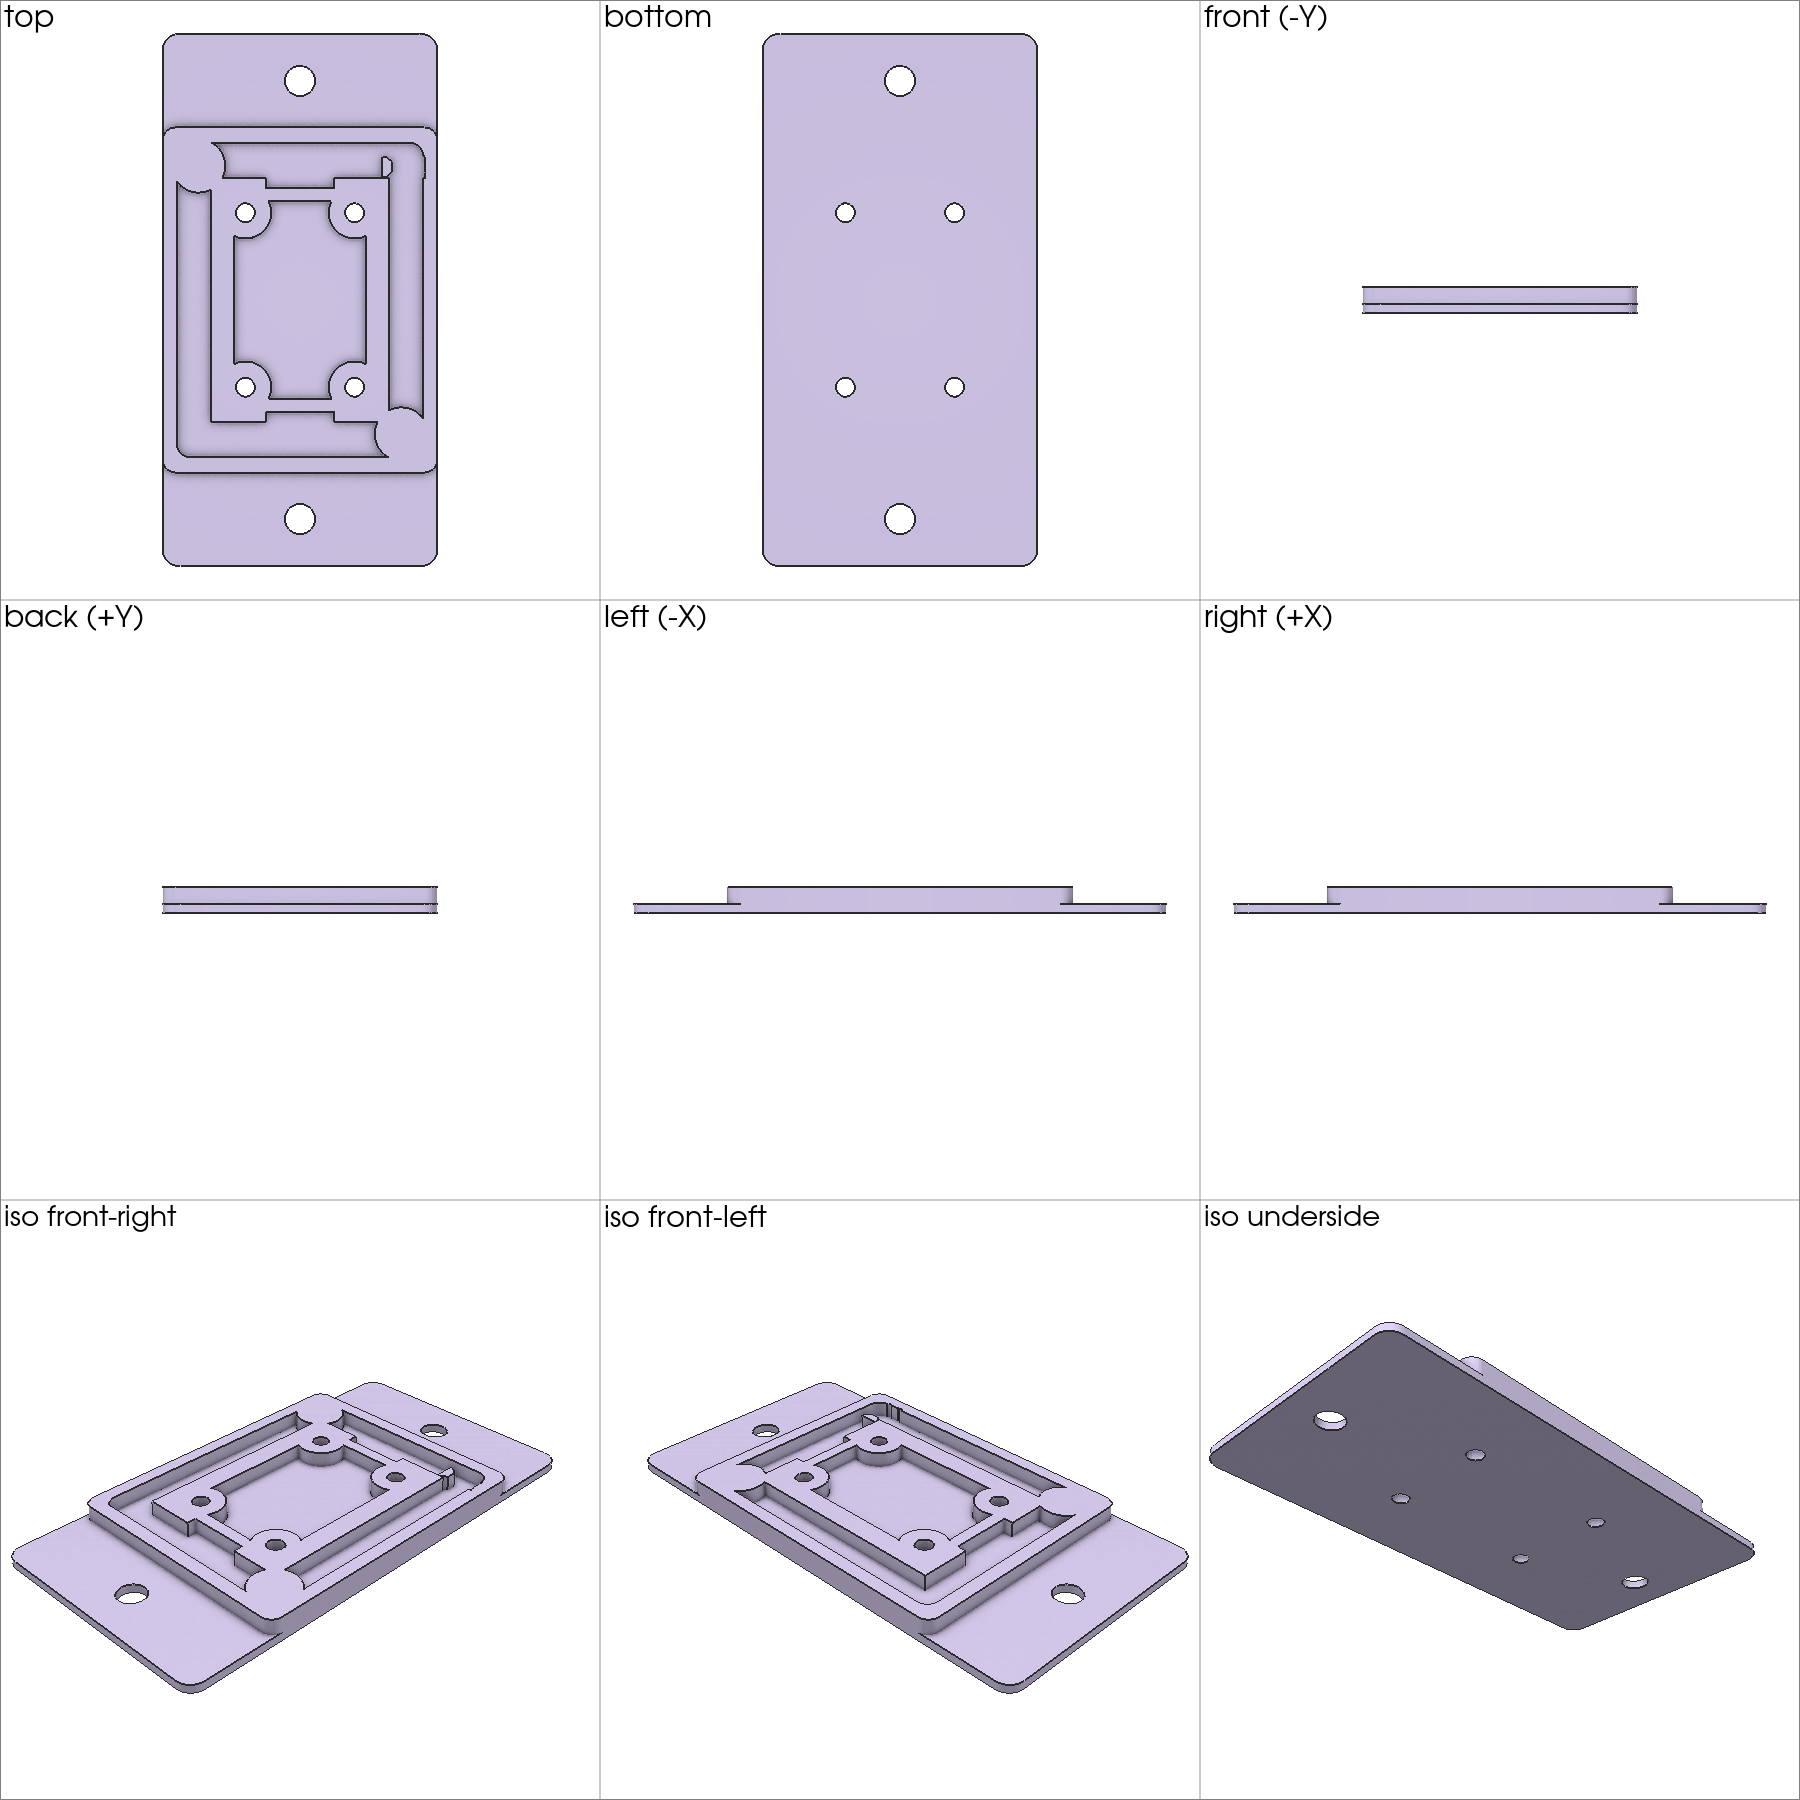 top
bottom
front (-Y)
back (+Y)
left (-X)
right (+X)
iso front-right
iso front-left
iso underside